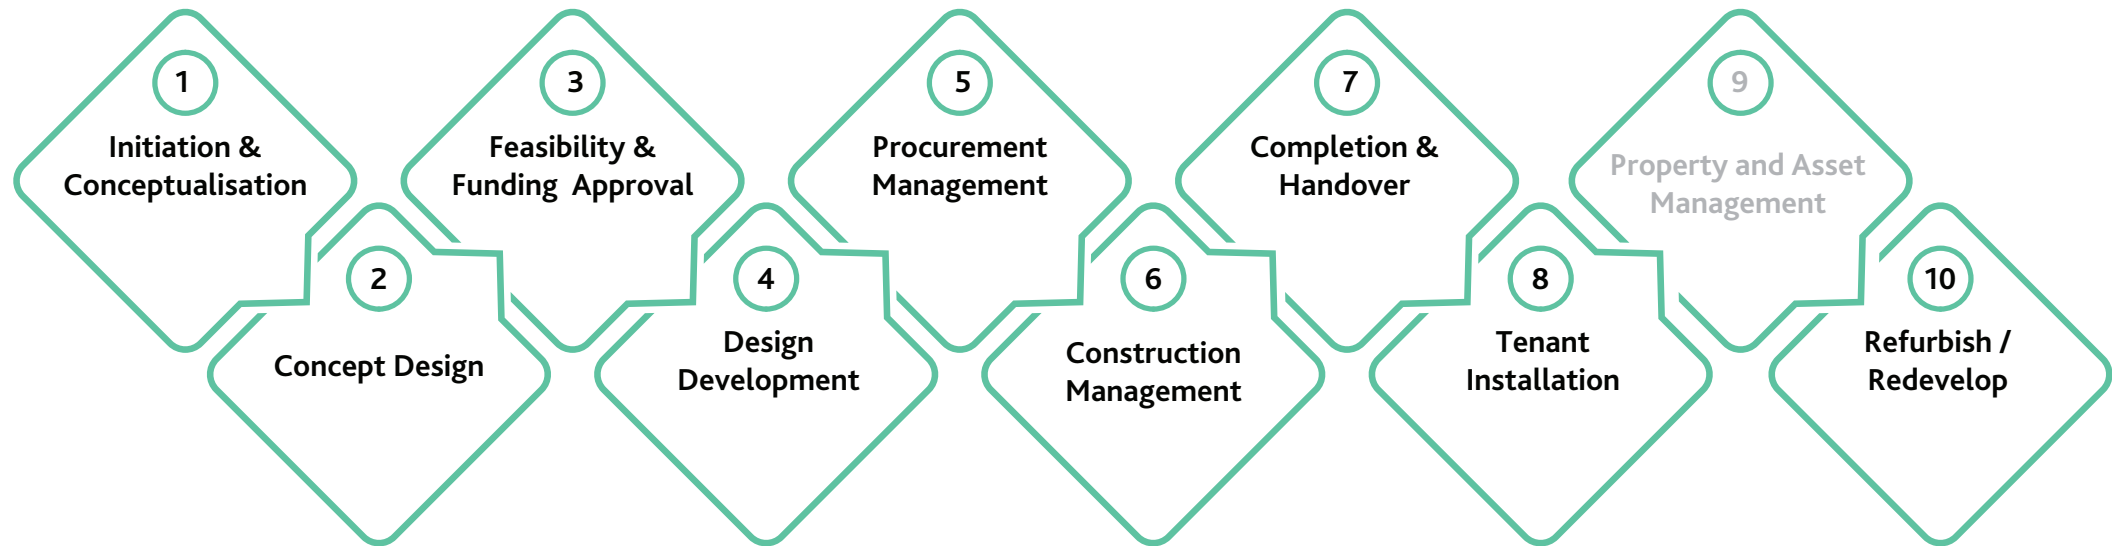 1
Initiation &
Conceptualisation
2
Concept Design
3
Feasibility &
Funding Approval
4
Design
Development
5
Procurement
Management
6
Construction
Management
7
Completion &
Handover
8
Tenant
Installation
9
Property and Asset
Management
10
Refurbish /
Redevelop